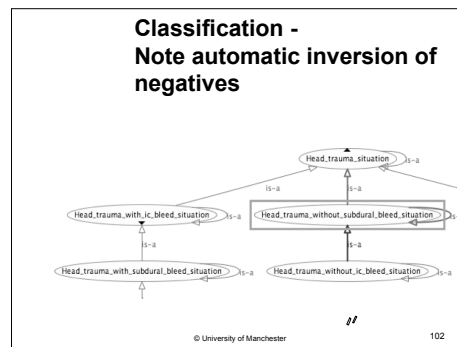 Classification -
Note automatic inversion of
negatives
Head_trauma_situation
is-a
is-a
is-a
is-a
Head_trauma_with_ic_bleed_situation
is-a
Head_trauma_without_subdural_bleed_situation
is-a
is-a
is-a
Head_trauma_with_subdural_bleed_situation
is-a
Head_trauma_without_ic_bleed_situation
is-a
© University of Manchester
102